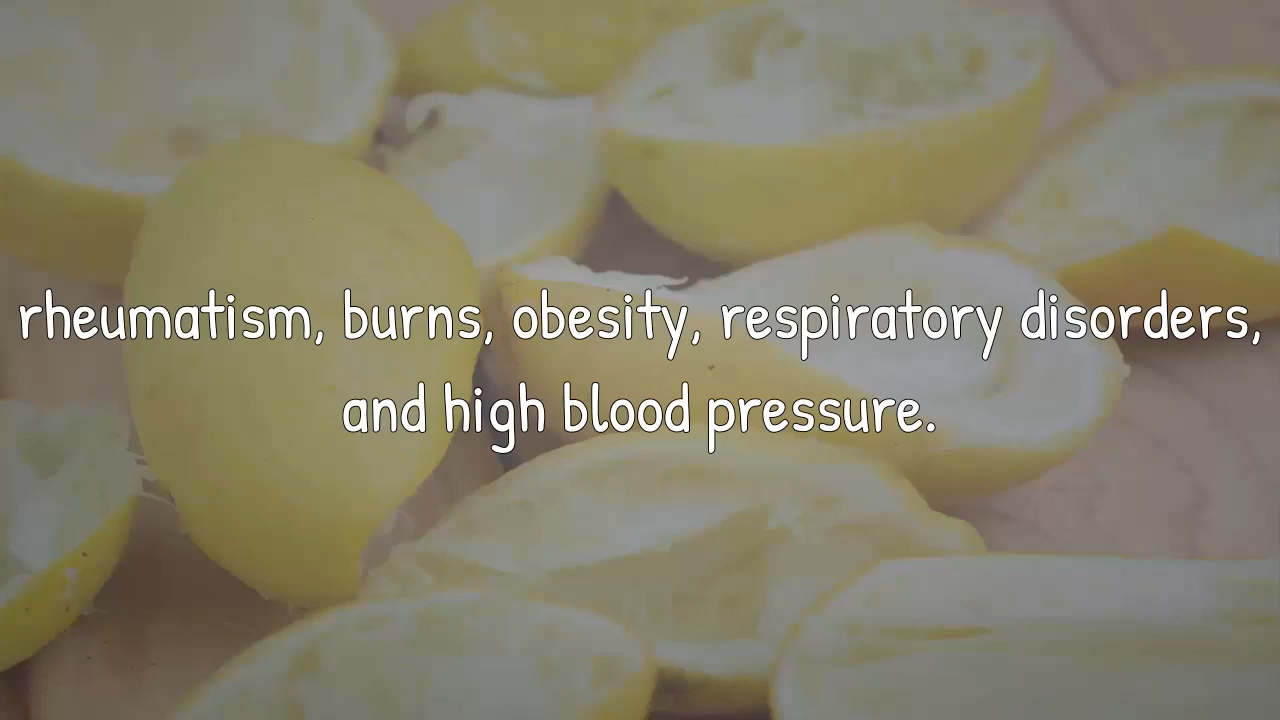 rheumatism, burns, obesity, respiratory disorders,
and high blood pressure.